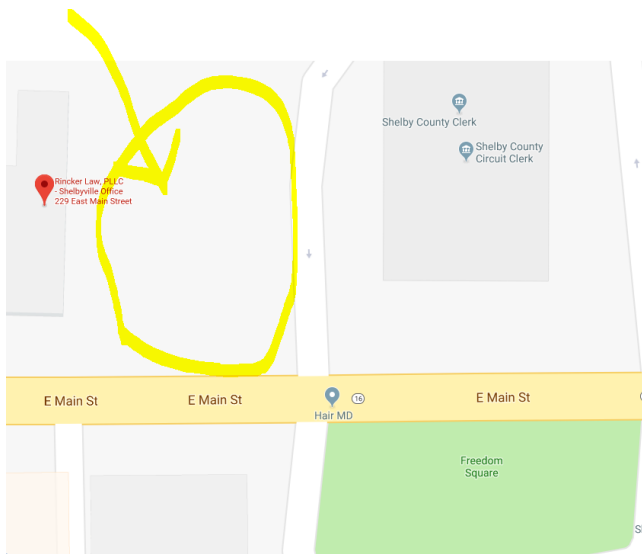 Shelby County Clerk
Shelby County
Circuit Clerk
Rincker Law, PLLC
- Shelbyville Office
229 East Main Street
E Main St
E Main St
16
E Main St
Hair MD
Freedom
Square